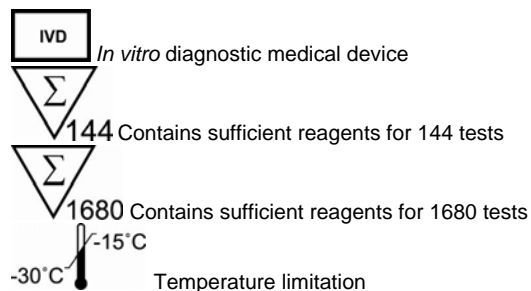 IVD In vitro diagnostic medical device
Σ
144 Contains sufficient reagents for 144 tests
Σ
1680 Contains sufficient reagents for 1680 tests
-15˚C
-30˚C Temperature limitation